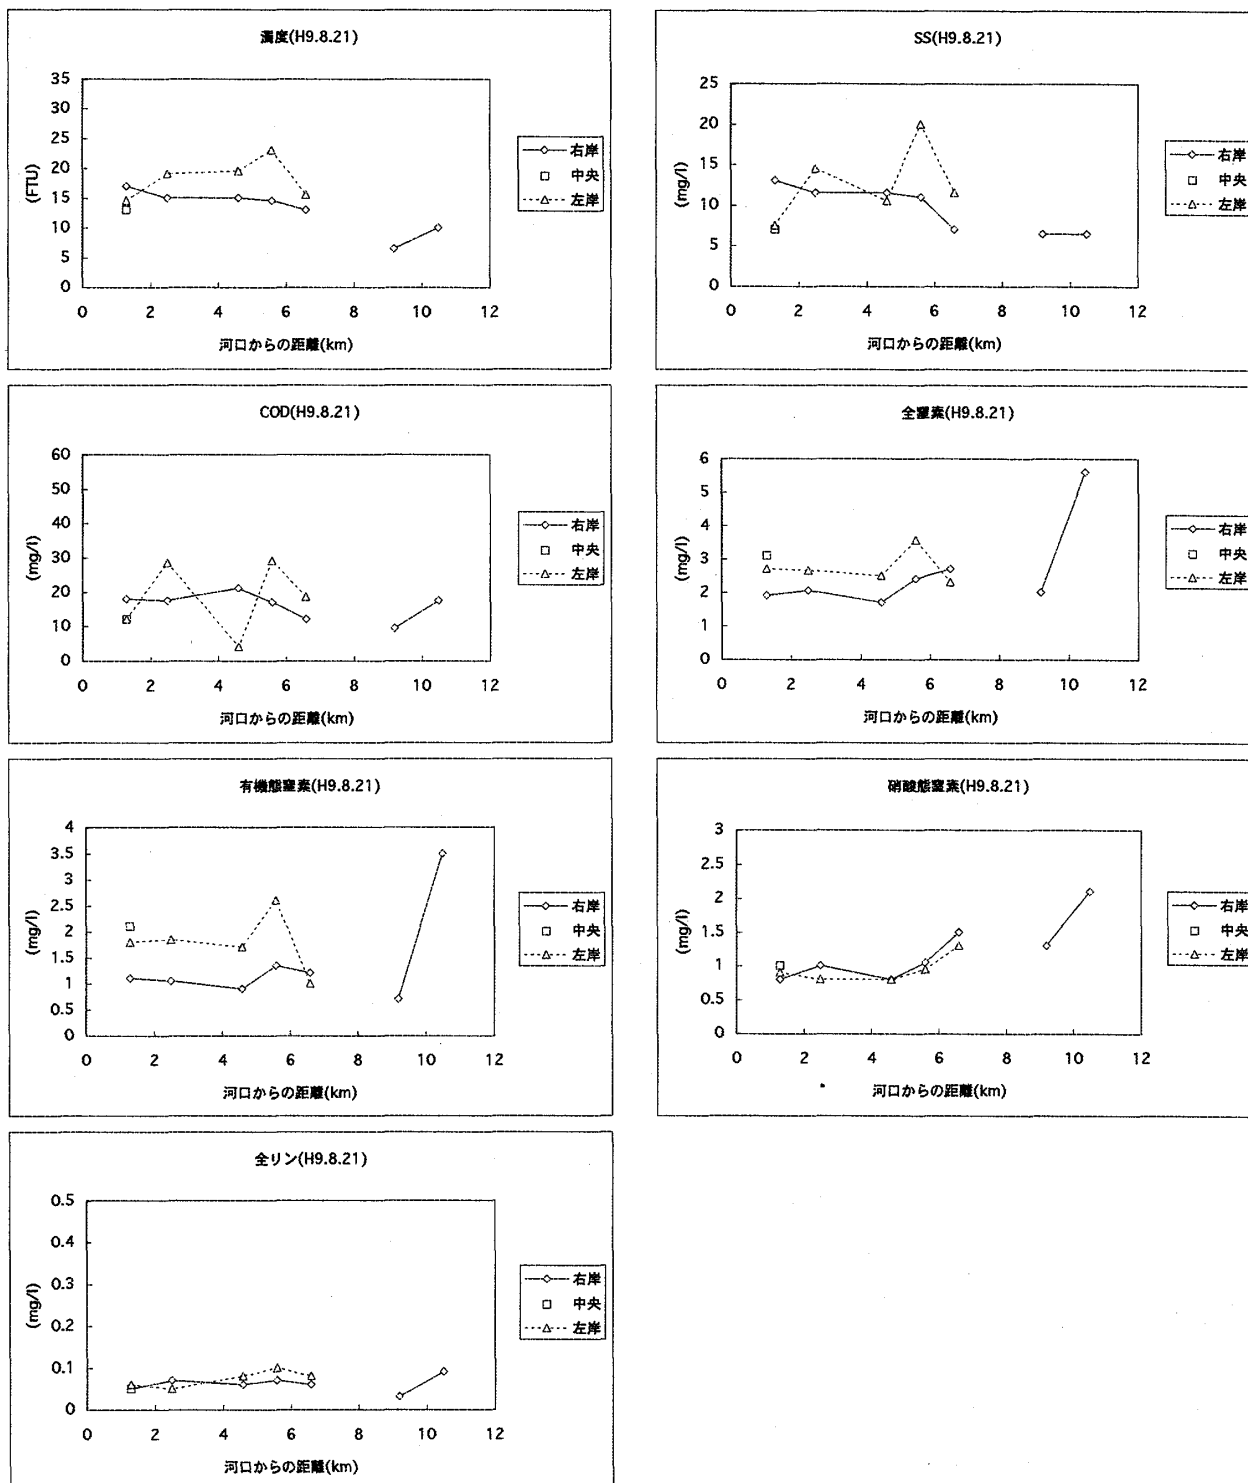 濁度(H9.8.21)
35
30
25
20
15
10
5
0
(FTU)
0 2 4 6 8 10 12
河口からの距離(km)
右岸
中央
左岸
SS(H9.8.21)
25
20
15
10
5
0
(mg/l)
0 2 4 6 8 10 12
河口からの距離(km)
右岸
中央
左岸
COD(H9.8.21)
60
50
40
30
20
10
0
(mg/l)
0 2 4 6 8 10 12
河口からの距離(km)
右岸
中央
左岸
全窒素(H9.8.21)
6
5
4
3
2
1
0
(mg/l)
0 2 4 6 8 10 12
河口からの距離(km)
右岸
中央
左岸
有機態窒素(H9.8.21)
4
3.5
3
2.5
2
1.5
1
0.5
0
(mg/l)
0 2 4 6 8 10 12
河口からの距離(km)
右岸
中央
左岸
硝酸態窒素(H9.8.21)
3
2.5
2
1.5
1
0.5
0
(mg/l)
0 2 4 6 8 10 12
河口からの距離(km)
右岸
中央
左岸
全リン(H9.8.21)
0.5
0.4
0.3
0.2
0.1
0
(mg/l)
0 2 4 6 8 10 12
河口からの距離(km)
右岸
中央
左岸